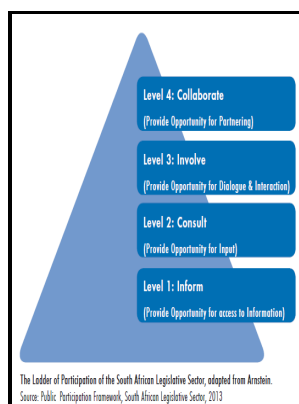 Level 4: Collaborate
(Provide Opportunity for Partnering)
Level 3: Involve
(Provide Opportunity for Dialogue & Interaction)
Level 2: Consult
(Provide Opportunity for Input)
Level 1: Inform
(Provide Opportunity for access to Information)
The Ladder of Participation of the South African Legislative Sector, adapted from Arnstein.
Source: Public Participation Framework, South African Legislative Sector, 2013